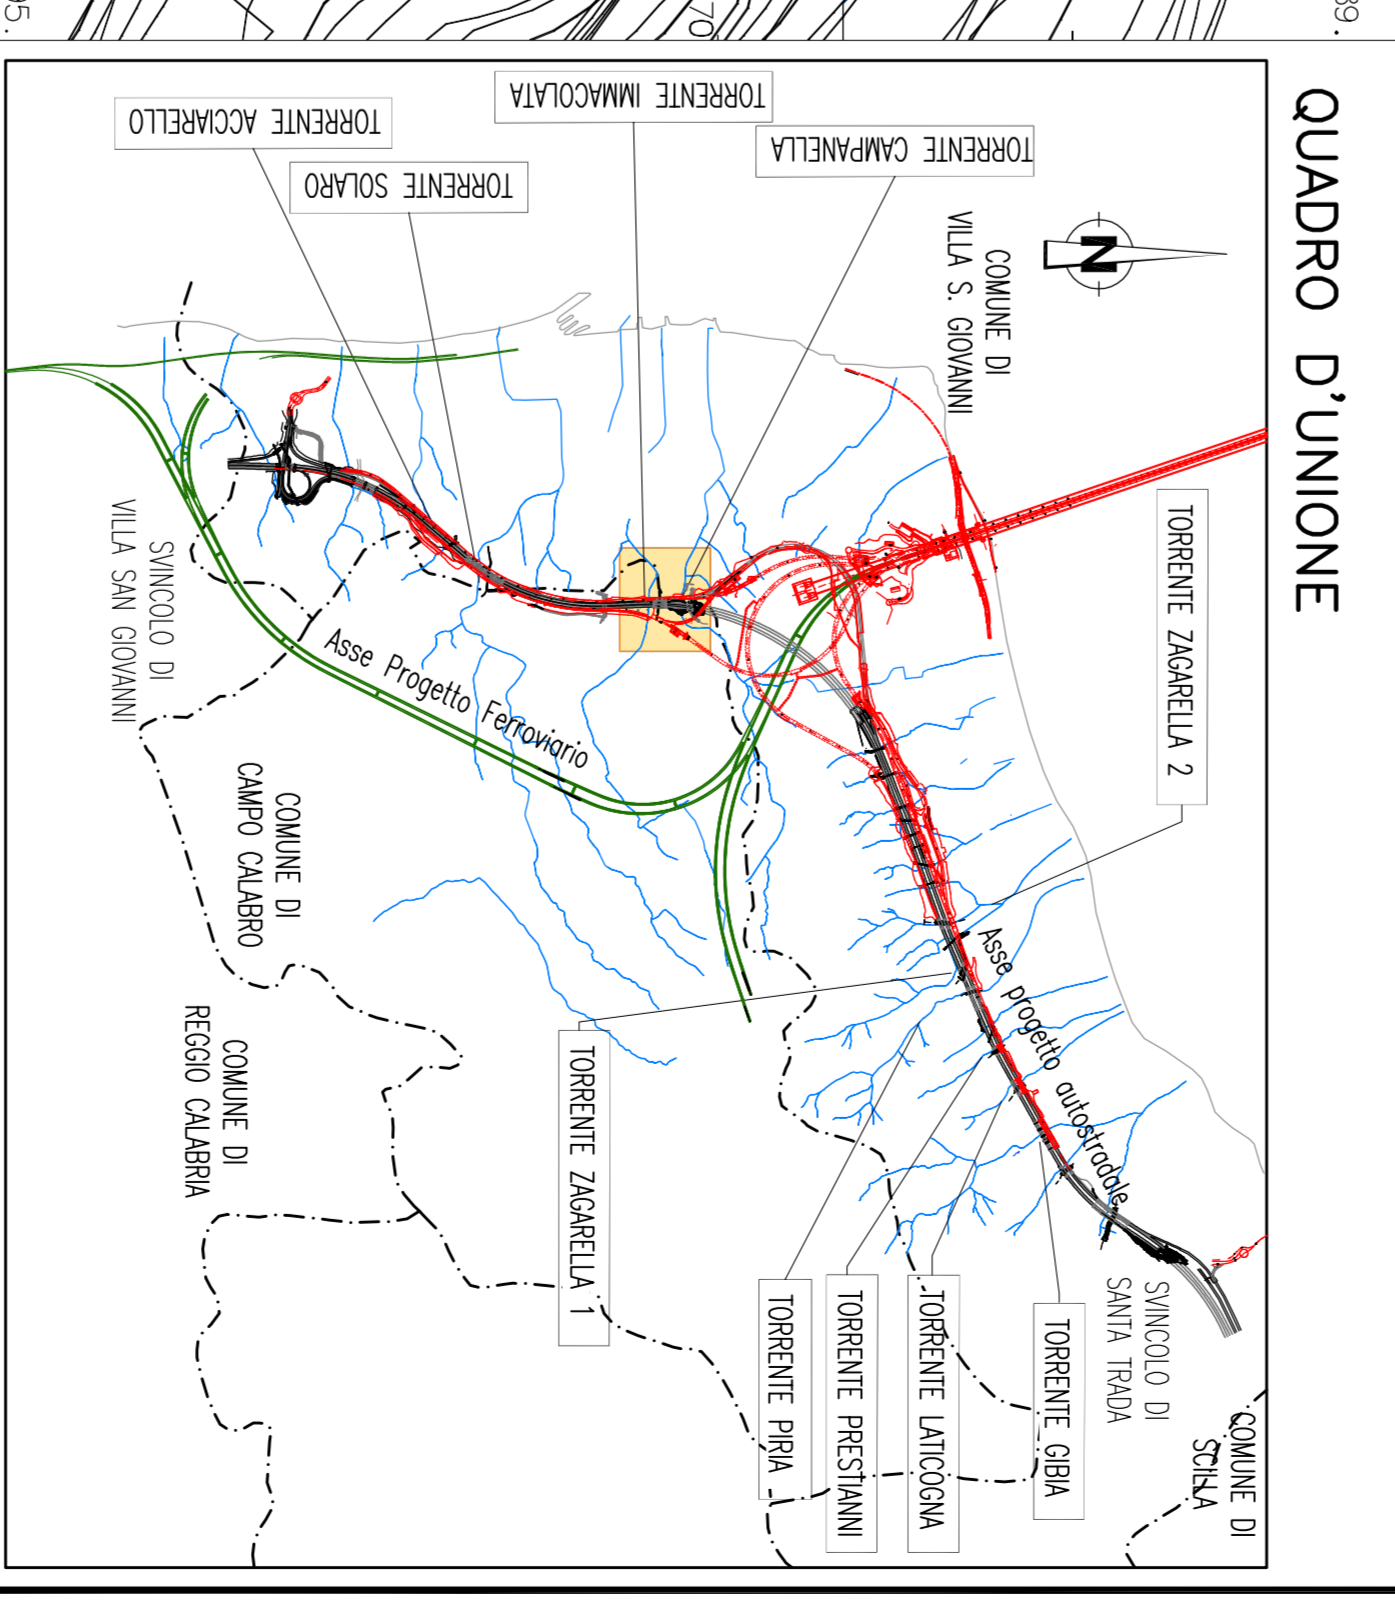 QUADRO D'UNIONE
TORRENTE ACCIARELLO
TORRENTE SOLARO
TORRENTE IMMACOLATA
TORRENTE CAMPANELLA
COMUNE DI
VILLA S. GIOVANNI
N
TORRENTE ZAGARELLA 2
SVINCOLO DI
VILLA SAN GIOVANNI
Asse Progetto Ferroviario
COMUNE DI
CAMPO CALABRO
COMUNE DI
REGGIO CALABRIA
Asse progetto autostradale
TORRENTE ZAGARELLA 1
TORRENTE PIRIA
TORRENTE PRESTIANNI
TORRENTE LATICOGNA
TORRENTE GIBIA
SVINCOLO DI
SANTA TRADA
COMUNE DI
SCILLA
70